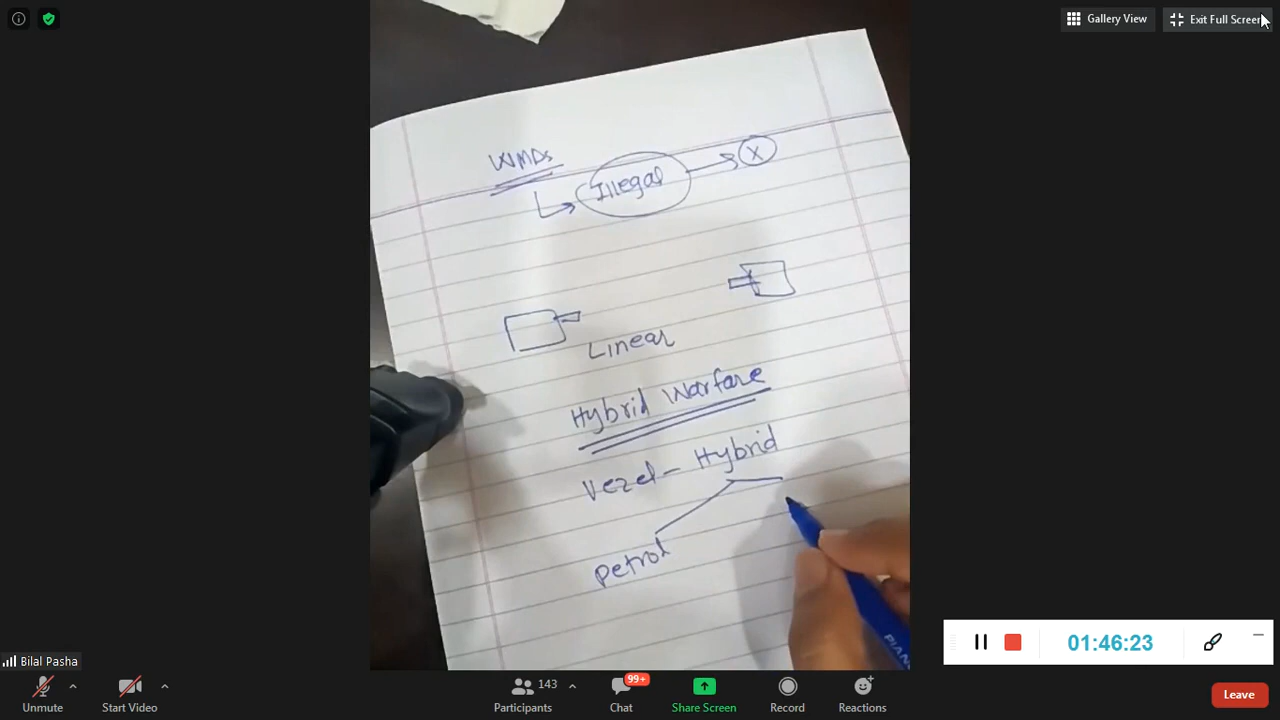 Gallery View
Exit Full Screen
WMDs
Illegal
X
Linear
Hybrid Warfare
Vezel - Hybrid
Petrol
PIANO
01:46:23
Bilal Pasha
Unmute
Start Video
143
Participants
99+
Chat
Share Screen
Record
Reactions
Leave